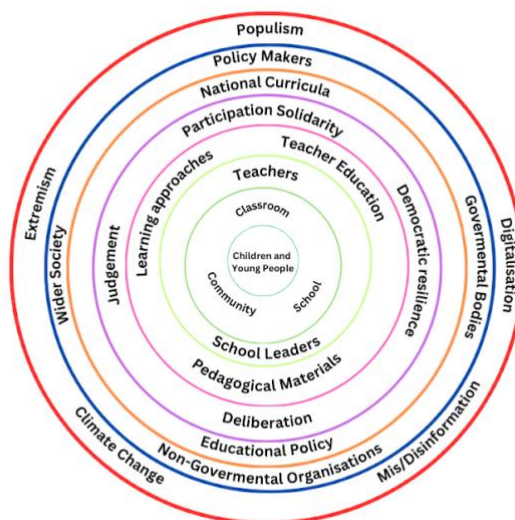 Populism
Policy Makers
National Curricula
Participation Solidarity
Learning approaches
Teacher Education
Teachers
Classroom
Children and
Young People
Community
School
School Leaders
Pedagogical Materials
Judgement
Democratic resilience
Deliberation
Educational Policy
Wider Society
Govermental Bodies
Non-Govermental Organisations
Extremism
Digitalisation
Climate Change
Mis/Disinformation